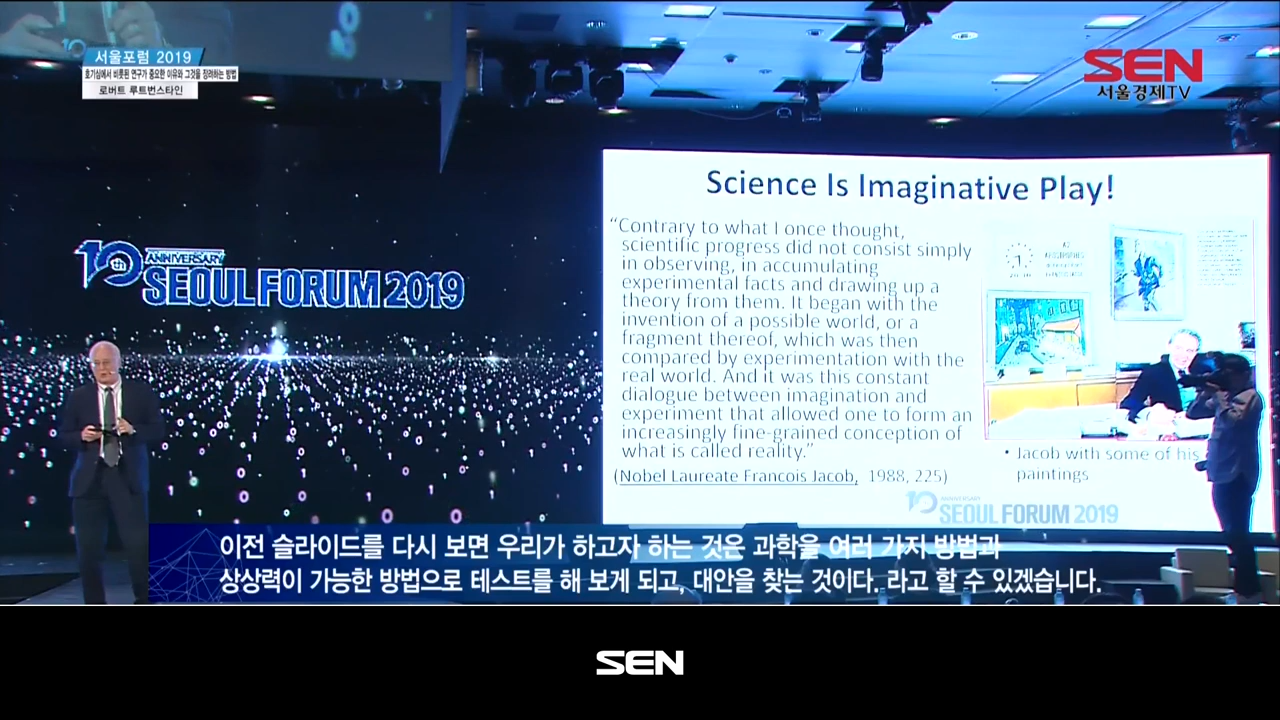 서울포럼 2019
호기심에서 비롯된 연구가 중요한 이유와 그것을 장려하는 방법
로버트 루트번스타인
SEN
서울경제TV
10th
ANNIVERSARY
SEOUL FORUM 2019
Science Is Imaginative Play!
“Contrary to what I once thought,
scientific progress did not consist simply
in observing, in accumulating
experimental facts and drawing up a
theory from them. It began with the
invention of a possible world, or a
fragment thereof, which was then
compared by experimentation with the
real world. And it was this constant
dialogue between imagination and
experiment that allowed one to form an
increasingly fine-grained conception of
what is called reality.”
(Nobel Laureate Francois Jacob, 1988, 225)
• Jacob with some of his
paintings
10
ANNIVERSARY
SEOUL FORUM 2019
이전 슬라이드를 다시 보면 우리가 하고자 하는 것은 과학을 여러 가지 방법과
상상력이 가능한 방법으로 테스트를 해 보게 되고, 대안을 찾는 것이다. 라고 할 수 있겠습니다.
SEN